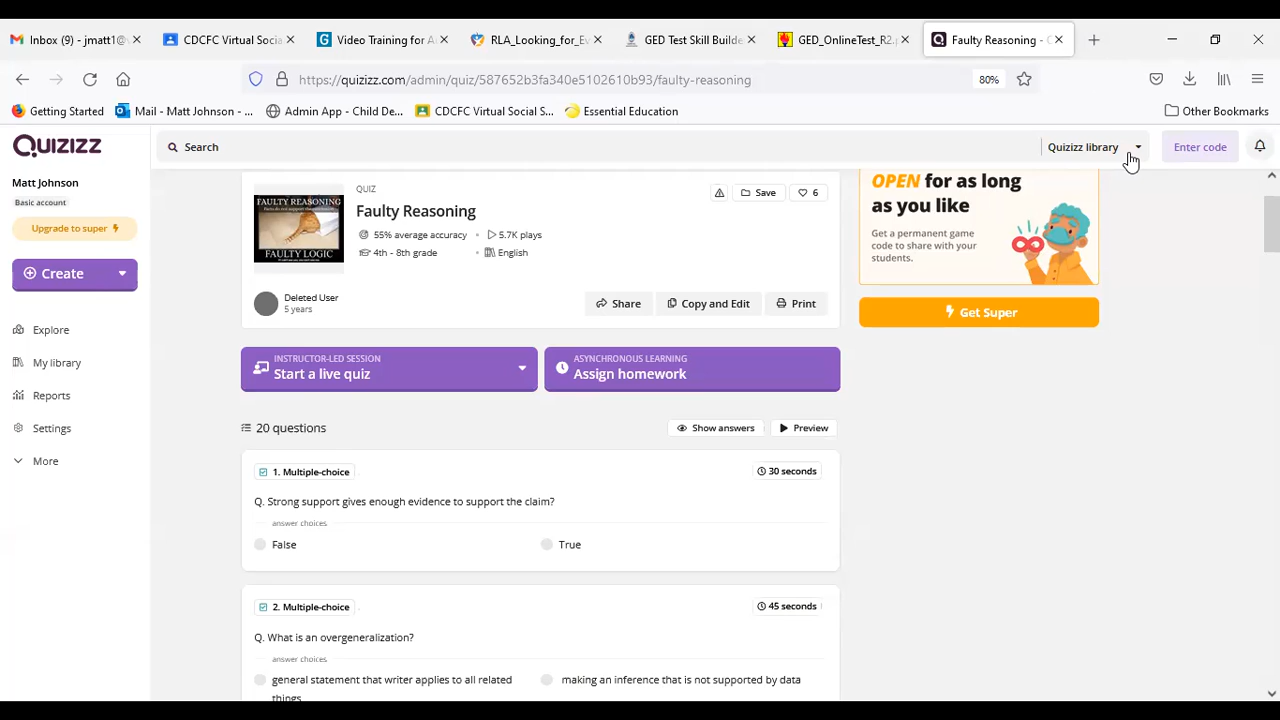 Inbox (9) - jmatt1@v
CDCFC Virtual Socia
Video Training for A
RLA_Looking_for_Ev
GED Test Skill Builde
GED_OnlineTest_R2.p
Faulty Reasoning - Q
https://quizizz.com/admin/quiz/587652b3fa340e5102610b93/faulty-reasoning
80%
Getting Started
Mail - Matt Johnson - ...
Admin App - Child De...
CDCFC Virtual Social S...
Essential Education
Other Bookmarks
Quizizz
Search
Quizizz library
Enter code
Matt Johnson
Basic account
Upgrade to super
Create
Explore
My library
Reports
Settings
More
FAULTY REASONING
FAULTY LOGIC
QUIZ
Faulty Reasoning
Save
6
55% average accuracy
5.7K plays
4th - 8th grade
English
Deleted User
5 years
Share
Copy and Edit
Print
OPEN for as long
as you like
Get a permanent game
code to share with your
students.
Get Super
INSTRUCTOR-LED SESSION
Start a live quiz
ASYNCHRONOUS LEARNING
Assign homework
20 questions
Show answers
Preview
1. Multiple-choice
30 seconds
Q. Strong support gives enough evidence to support the claim?
answer choices
False
True
2. Multiple-choice
45 seconds
Q. What is an overgeneralization?
answer choices
general statement that writer applies to all related
things
making an inference that is not supported by data